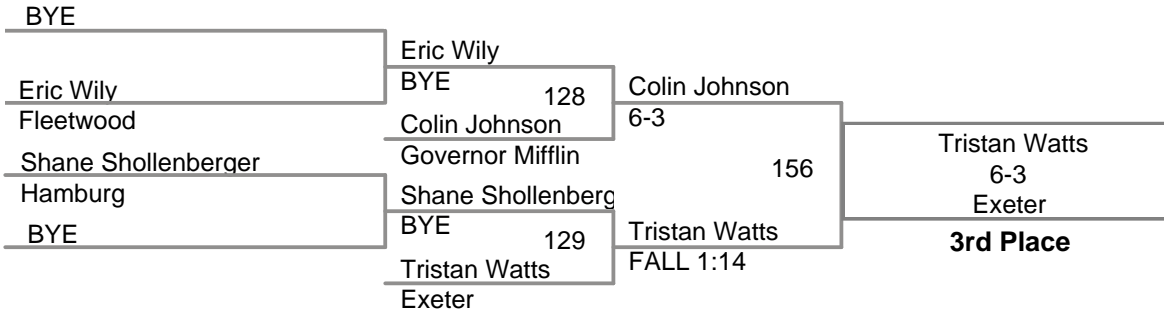 BYE
Eric Wily
Fleetwood
Shane Shollenberger
Hamburg
BYE
Eric Wily
BYE
128
Colin Johnson
Governor Mifflin
Shane Shollenberg
BYE
129
Tristan Watts
Exeter
Colin Johnson
6-3
156
Tristan Watts
FALL 1:14
Tristan Watts
6-3
Exeter
3rd Place